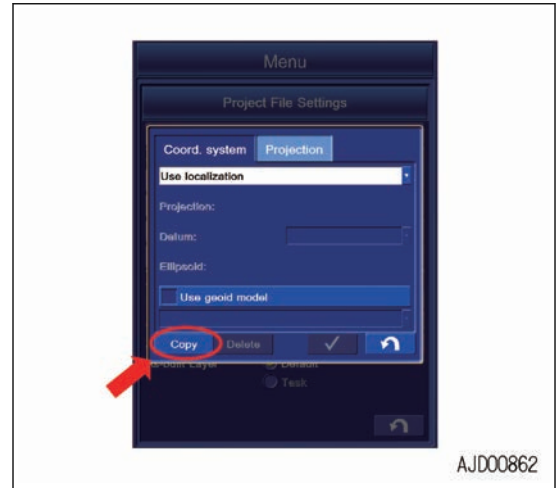 Menu
Project File Settings
Coord. system Projection
Use localization
Projection:
Datum:
Ellipsoid:
Use geoid model
Copy Delete
Layer Default
Task
AJD00862